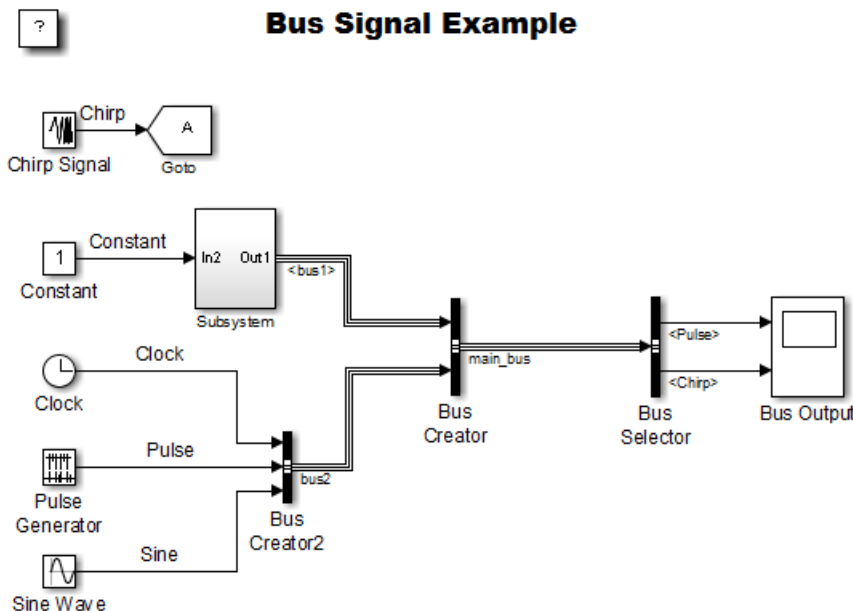 ?
Bus Signal Example
Chirp
A
Chirp Signal
Goto
Constant
1
In2
Out1
<bus1>
Constant
Subsystem
Clock
<Pulse>
main_bus
<Chirp>
Clock
Bus
Creator
Bus
Selector
Bus Output
Pulse
bus2
Pulse
Generator
Bus
Creator2
Sine
Sine Wave